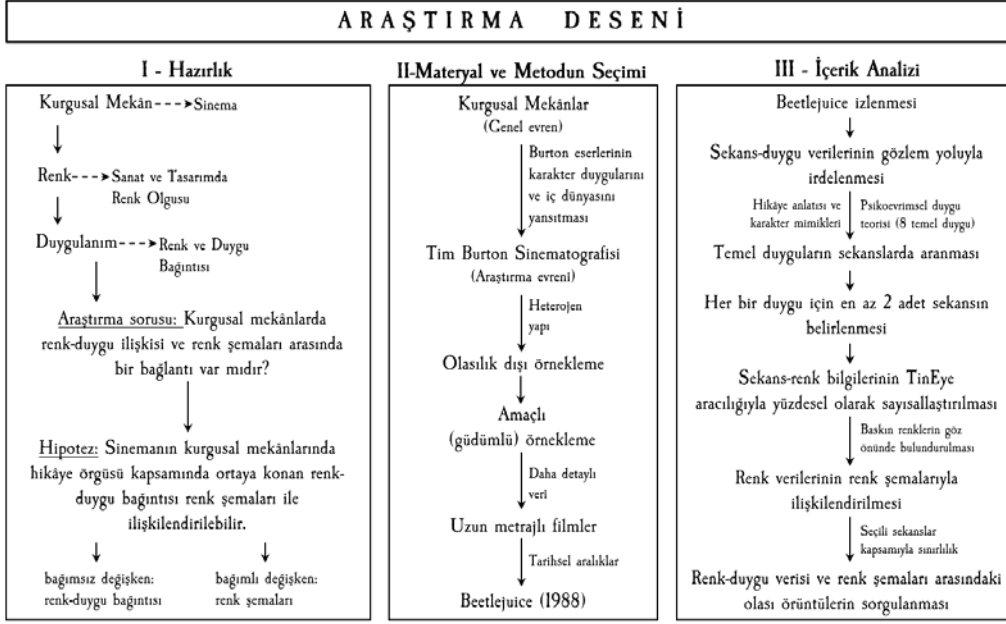 ARAŞTIRMA DESENİ
I - Hazırlık
Kurgusal Mekân
Sinema
Renk
Sanat ve Tasarımda
Renk Olgusu
Duygulanım
Renk ve Duygu
Bağıntısı
Araştırma sorusu: Kurgusal mekânlarda
renk-duygu ilişkisi ve renk şemaları arasında
bir bağlantı var mıdır?
Hipotez: Sinemanın kurgusal mekânlarında
hikâye örgüsü kapsamında ortaya konan renk-
duygu bağıntısı renk şemaları ile
ilişkilendirilebilir.
bağımsız değişken:
renk-duygu bağıntısı
bağımlı değişken:
renk şemaları
II-Materyal ve Metodun Seçimi
Kurgusal Mekânlar
(Genel evren)
Burton eserlerinin
karakter duygularını
ve iç dünyasını
yansıtması
Tim Burton Sinematografisi
(Araştırma evreni)
Heterojen
yapı
Olasılık dışı örnekleme
Amaçlı
(güdümlü) örnekleme
Daha detaylı
veri
Uzun metrajlı filmler
Tarihsel aralıklar
Beetlejuice (1988)
III - İçerik Analizi
Beetlejuice izlenmesi
Sekans-duygu verilerinin gözlem yoluyla
irdelenmesi
Hikâye anlatısı ve
karakter mimikleri
Psikoevrimsel duygu
teorisi (8 temel duygu)
Temel duyguların sekanslarda aranması
Her bir duygu için en az 2 adet sekansın
belirlenmesi
Sekans-renk bilgilerinin TinEye
aracılığıyla yüzdesel olarak sayısallaştırılması
Baskın renklerin göz
önünde bulundurulması
Renk verilerinin renk şemalarıyla
ilişkilendirilmesi
Seçili sekanslar
kapsamıyla sınırlılık
Renk-duygu verisi ve renk şemaları arasındaki
olası örüntülerin sorgulanması